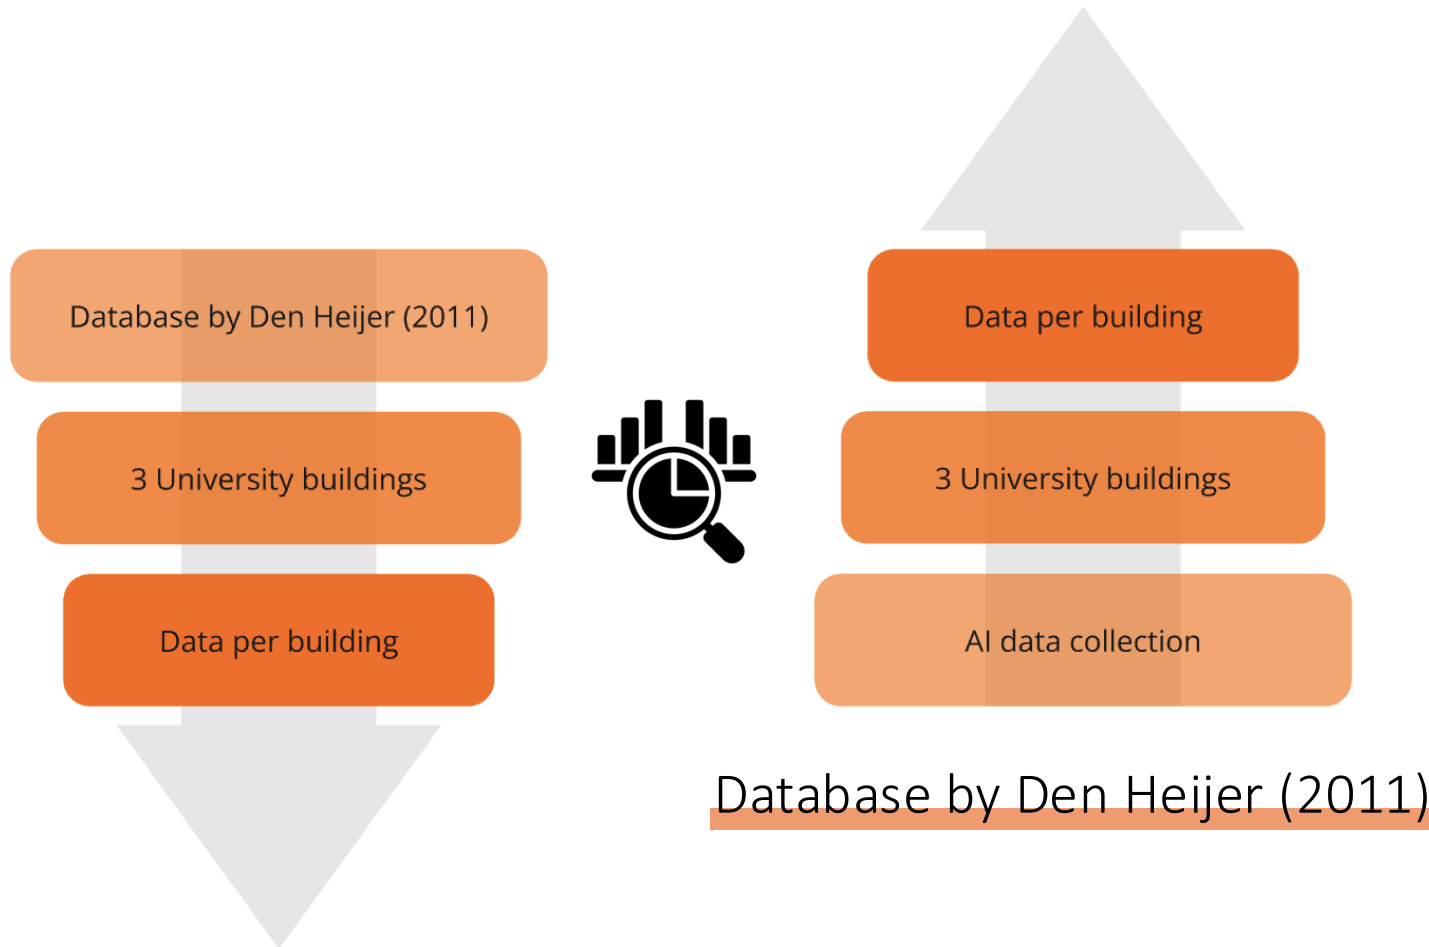 Database by Den Heijer (2011)
3 University buildings
Data per building
Data per building
3 University buildings
AI data collection
Database by Den Heijer (2011)